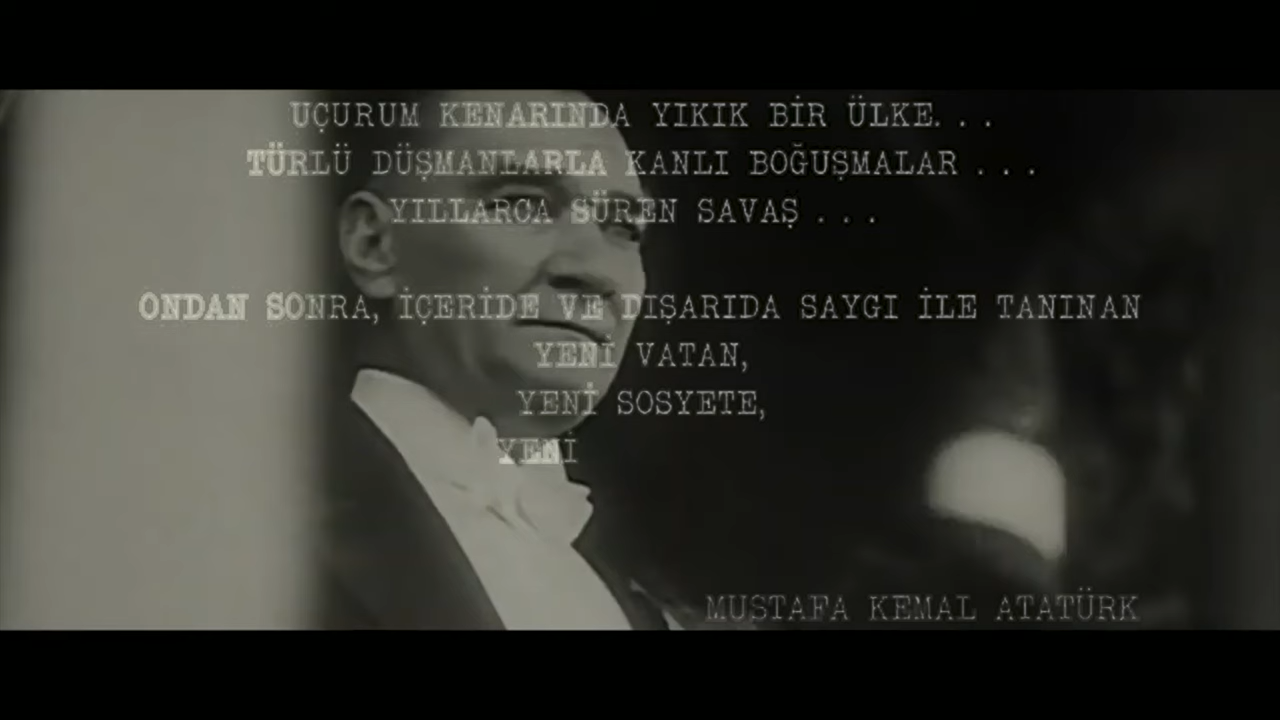 UÇURUM KENARINDA YIKIK BİR ÜLKE. . .
TÜRLÜ DÜŞMANLARLA KANLI BOĞUŞMALAR . . .
YILLARCA SÜREN SAVAŞ . . .
ONDAN SONRA, İÇERİDE VE DIŞARIDA SAYGI İLE TANINAN
YENİ VATAN,
YENİ SOSYETE,
YENİ
MUSTAFA KEMAL ATATÜRK